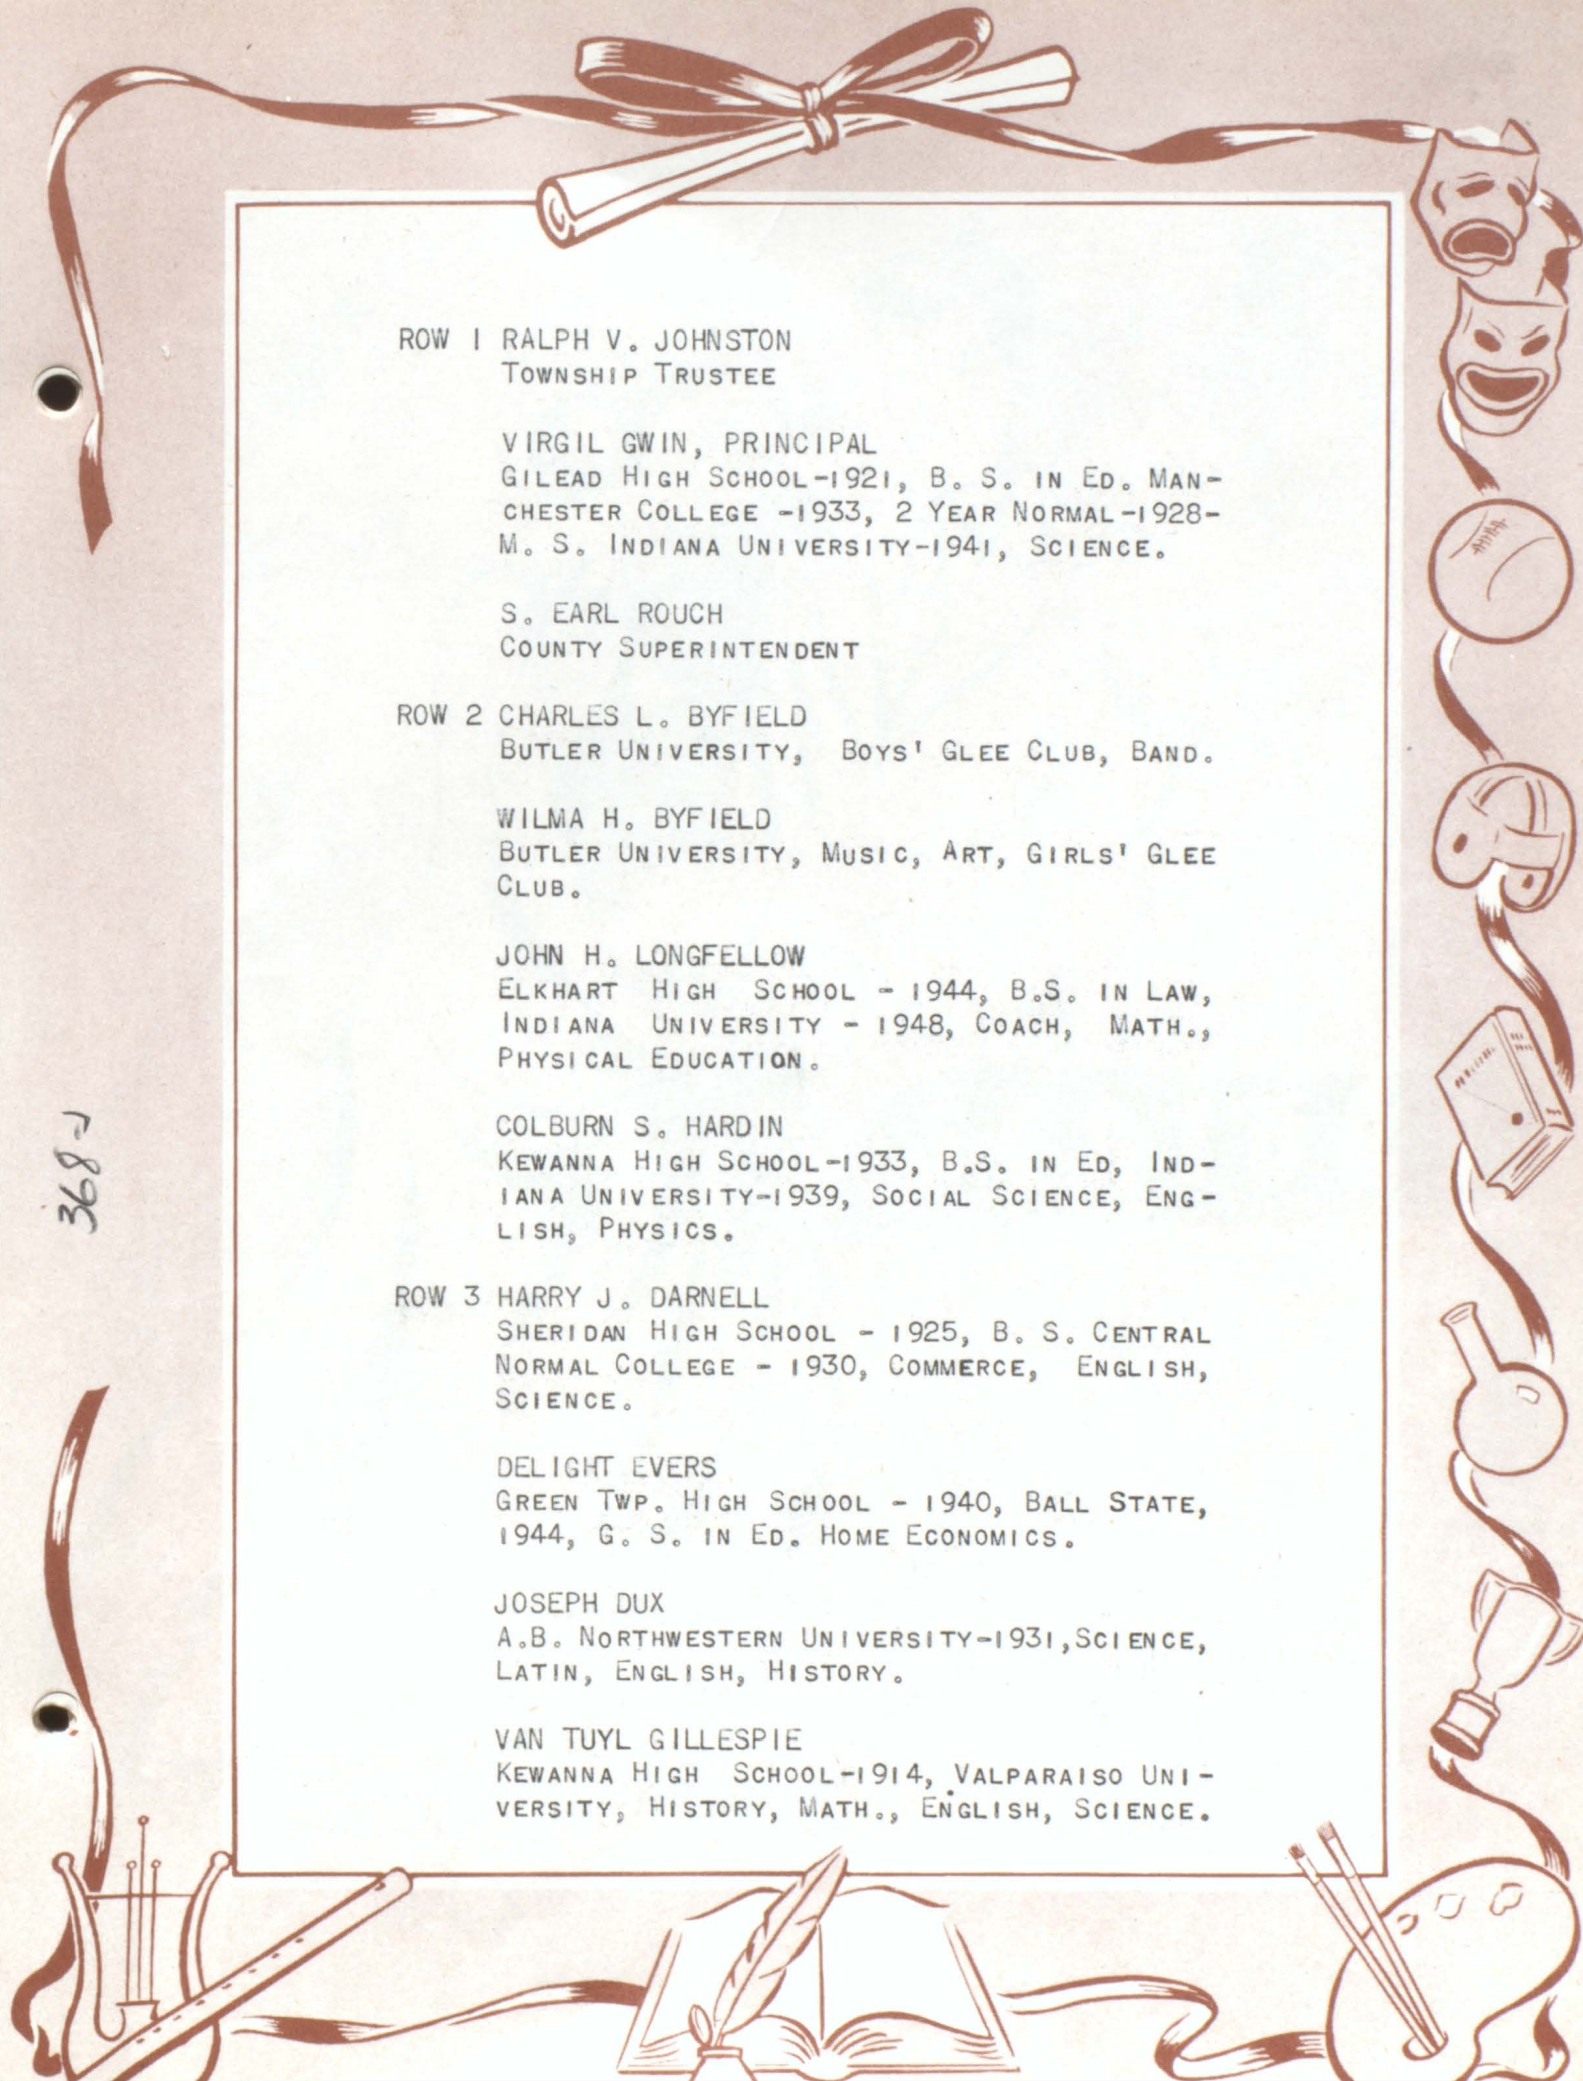 ROW 1 RALPH V. JOHNSTON
TOWNSHIP TRUSTEE
VIRGIL GWIN, PRINCIPAL
GILEAD HIGH SCHOOL-1921, B. S. IN ED. MAN-
CHESTER COLLEGE -1933, 2 YEAR NORMAL-1928-
M. S. INDIANA UNIVERSITY-1941, SCIENCE.
S. EARL ROUCH
COUNTY SUPERINTENDENT
ROW 2 CHARLES L. BYFIELD
BUTLER UNIVERSITY, BOYS' GLEE CLUB, BAND.
WILMA H. BYFIELD
BUTLER UNIVERSITY, MUSIC, ART, GIRLS' GLEE
CLUB.
JOHN H. LONGFELLOW
ELKHART HIGH SCHOOL - 1944, B.S. IN LAW,
INDIANA UNIVERSITY - 1948, COACH, MATH.,
PHYSICAL EDUCATION.
COLBURN S. HARDIN
KEWANNA HIGH SCHOOL-1933, B.S. IN ED, IND-
IANA UNIVERSITY-1939, SOCIAL SCIENCE, ENG-
LISH, PHYSICS.
ROW 3 HARRY J. DARNELL
SHERIDAN HIGH SCHOOL - 1925, B. S. CENTRAL
NORMAL COLLEGE - 1930, COMMERCE, ENGLISH,
SCIENCE.
DELIGHT EVERS
GREEN TWP. HIGH SCHOOL - 1940, BALL STATE,
1944, G. S. IN ED. HOME ECONOMICS.
JOSEPH DUX
A.B. NORTHWESTERN UNIVERSITY-1931,SCIENCE,
LATIN, ENGLISH, HISTORY.
VAN TUYL GILLESPIE
KEWANNA HIGH SCHOOL-1914, VALPARAISO UNI-
VERSITY, HISTORY, MATH., ENGLISH, SCIENCE.